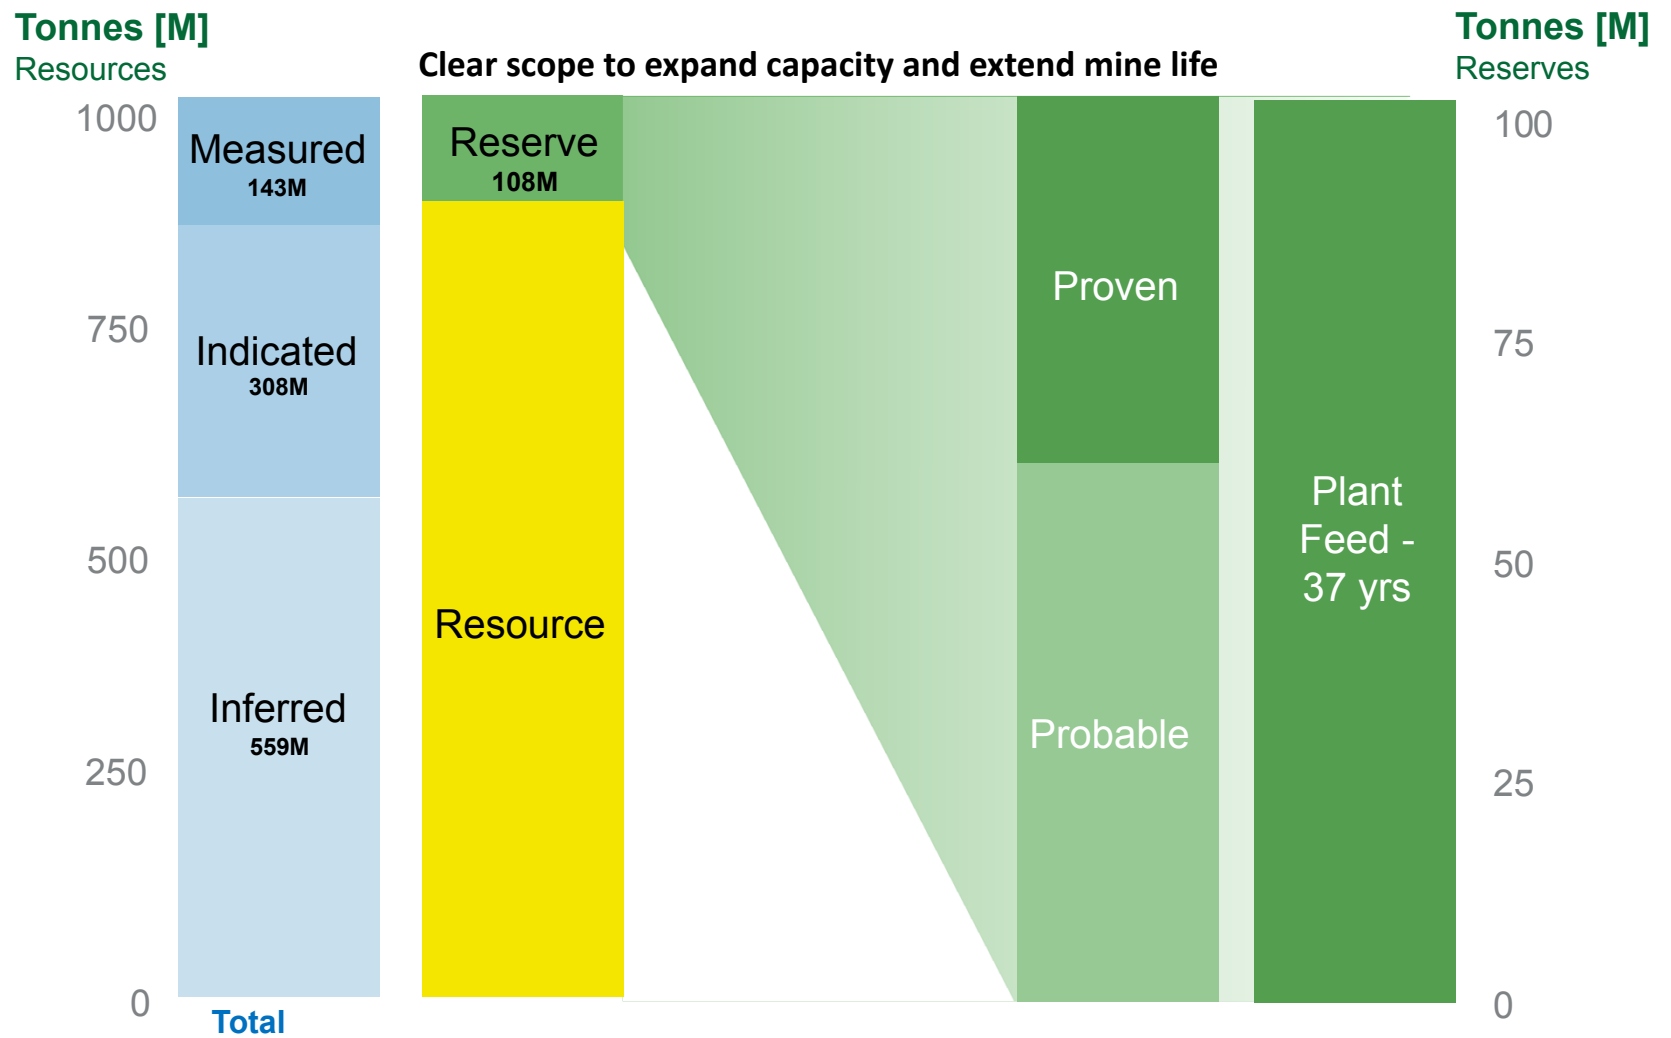 Tonnes [M]
Resources
Clear scope to expand capacity and extend mine life
Tonnes [M]
Reserves
1000
750
500
250
0
Measured
143M
Indicated
308M
Inferred
559M
Total
Reserve
108M
Resource
Proven
Probable
Plant
Feed -
37 yrs
100
75
50
25
0